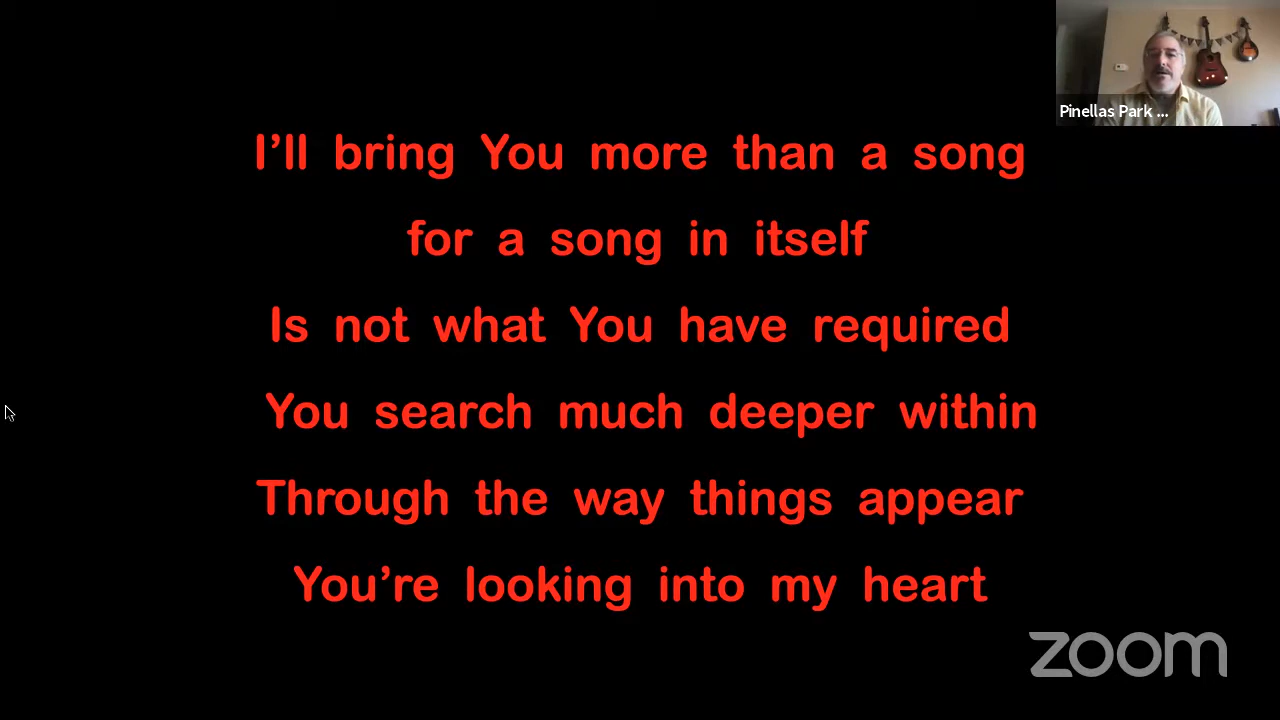 Pinellas Park ...
I’ll bring You more than a song
for a song in itself
Is not what You have required
You search much deeper within
Through the way things appear
You’re looking into my heart
zoom